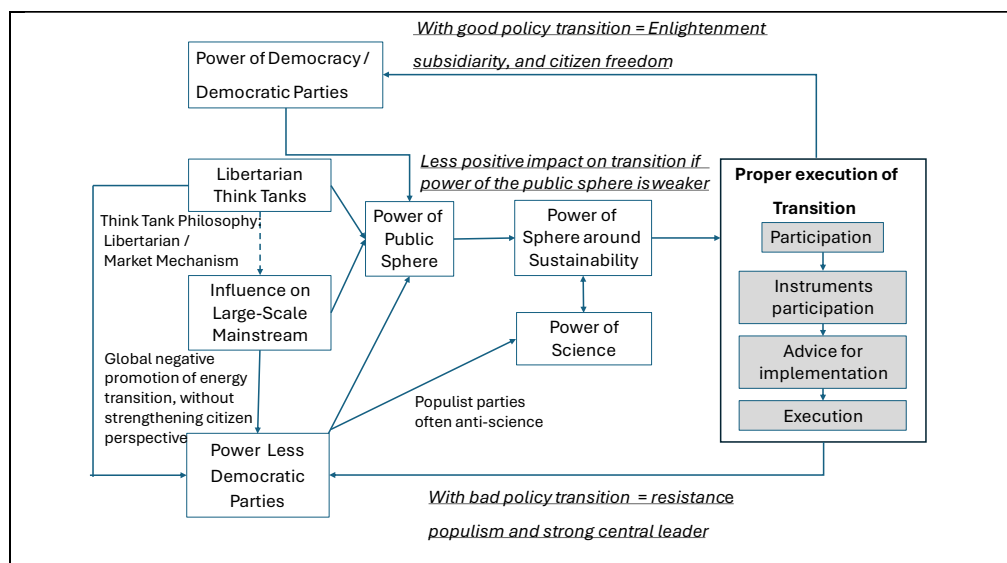 With good policy transition = Enlightenment
subsidiarity, and citizen freedom
Power of Democracy /
Democratic Parties
Less positive impact on transition if
power of the public sphere is weaker
Libertarian
Think Tanks
Think Tank Philosophy;
Libertarian /
Market Mechanism
Influence on
Large-Scale
Mainstream
Global negative
promotion of energy
transition, without
strengthening citizen
perspective
Power Less
Democratic
Parties
Power of
Public
Sphere
Power of
Sphere around
Sustainability
Power of
Science
Populist parties
often anti-science
Proper execution of
Transition
Participation
Instruments
participation
Advice for
implementation
Execution
With bad policy transition = resistance
populism and strong central leader